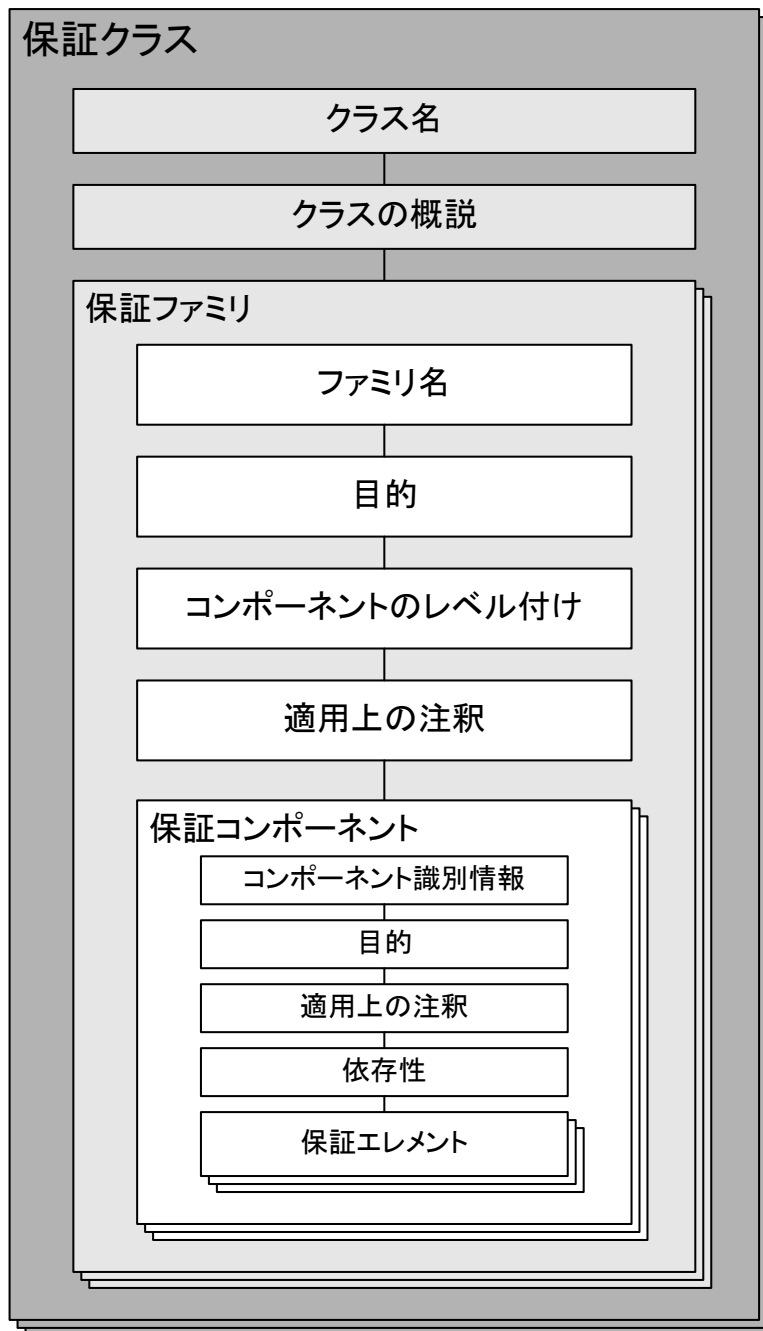 保証クラス
クラス名
クラスの概説
保証ファミリ
ファミリ名
目的
コンポーネントのレベル付け
適用上の注釈
保証コンポーネント
コンポーネント識別情報
目的
適用上の注釈
依存性
保証エレメント